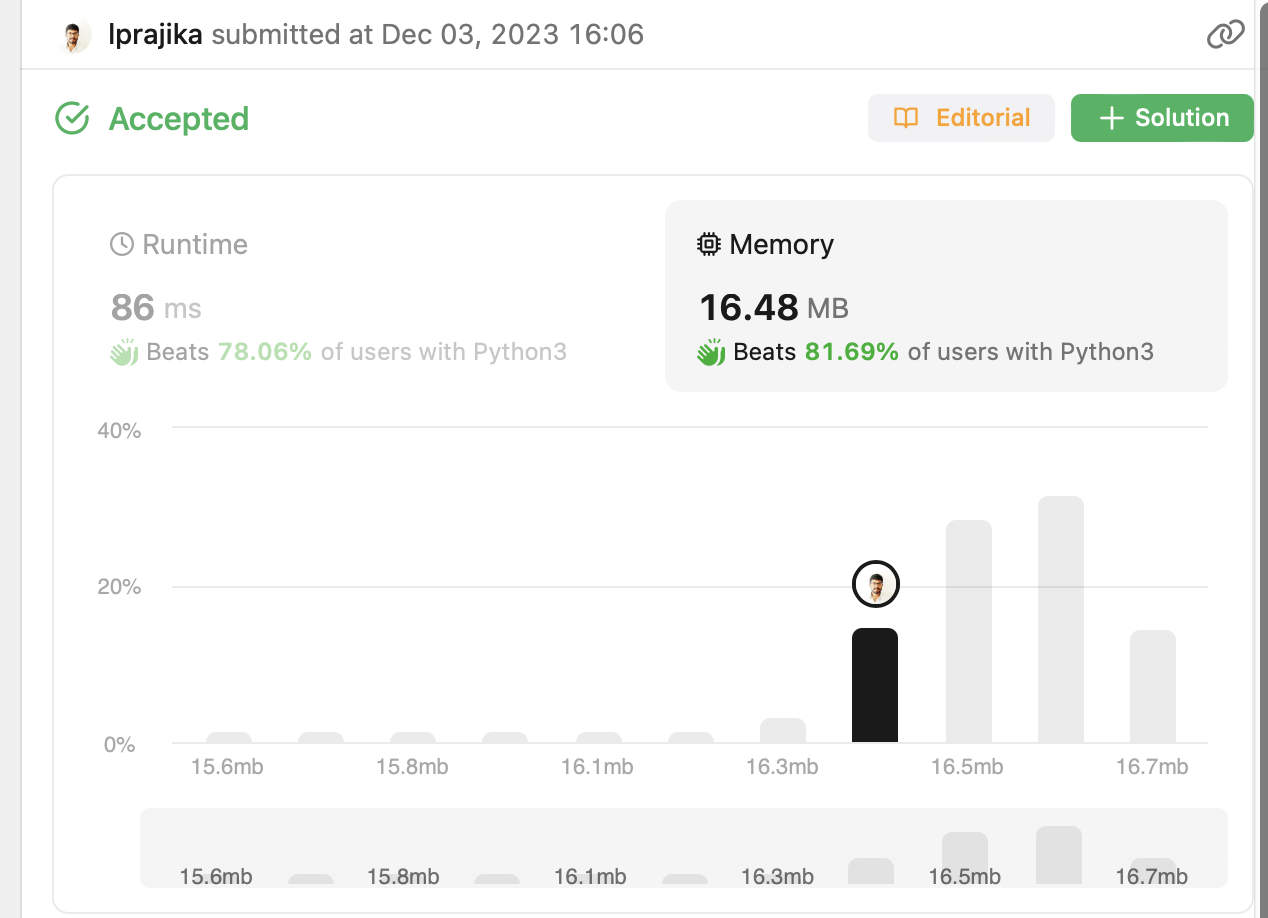 lprajika submitted at Dec 03, 2023 16:06
Accepted
Editorial
Solution
Runtime
86 ms
Beats 78.06% of users with Python3
Memory
16.48 MB
Beats 81.69% of users with Python3
40%
20%
0%
15.6mb 15.8mb 16.1mb 16.3mb 16.5mb 16.7mb
15.6mb 15.8mb 16.1mb 16.3mb 16.5mb 16.7mb